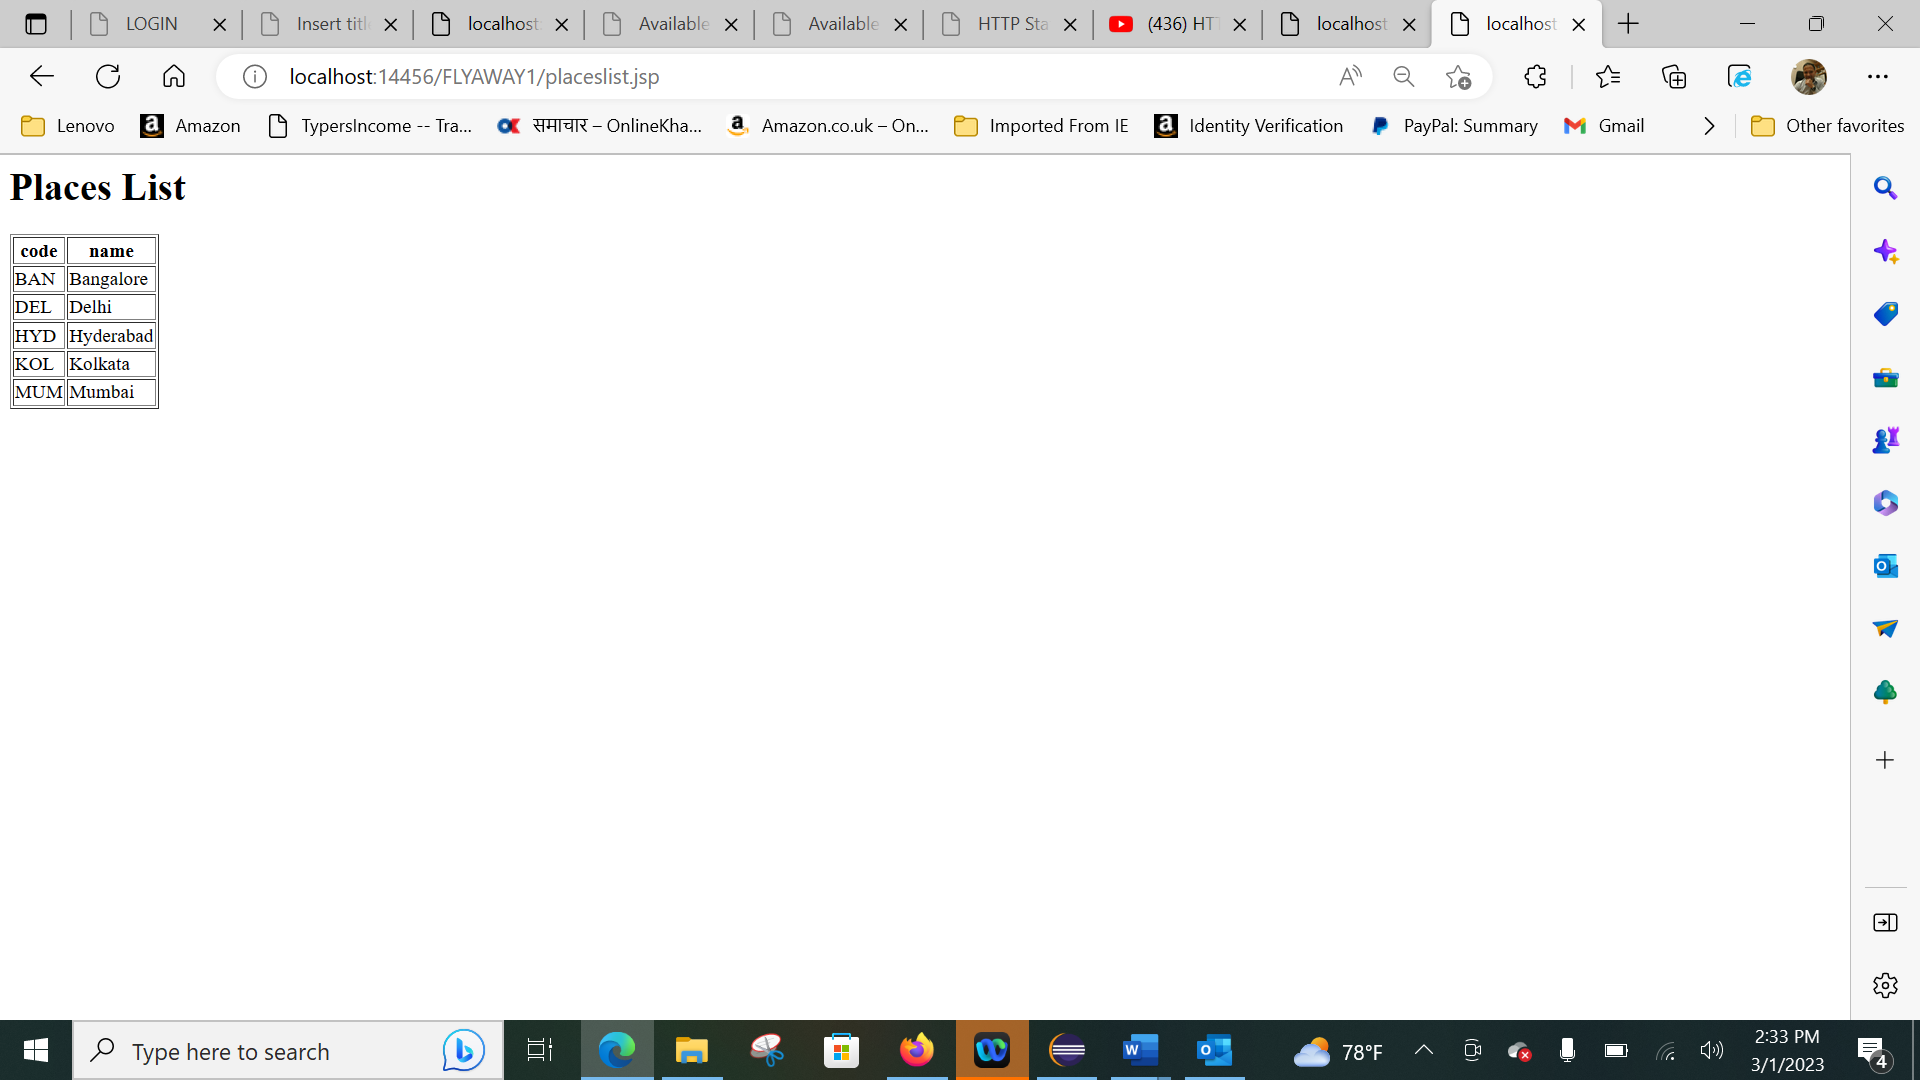 LOGIN
Insert titl
localhost
Available
Available
HTTP Sta
(436) HTT
localhost
localhost
localhost:14456/FLYAWAY1/placeslist.jsp
Lenovo
Amazon
TypersIncome -- Tra...
समाचार – OnlineKha...
Amazon.co.uk – On...
Imported From IE
Identity Verification
PayPal: Summary
Gmail
Other favorites
Places List
code name
BAN Bangalore
DEL Delhi
HYD Hyderabad
KOL Kolkata
MUM Mumbai
Type here to search
78°F
2:33 PM
3/1/2023
4